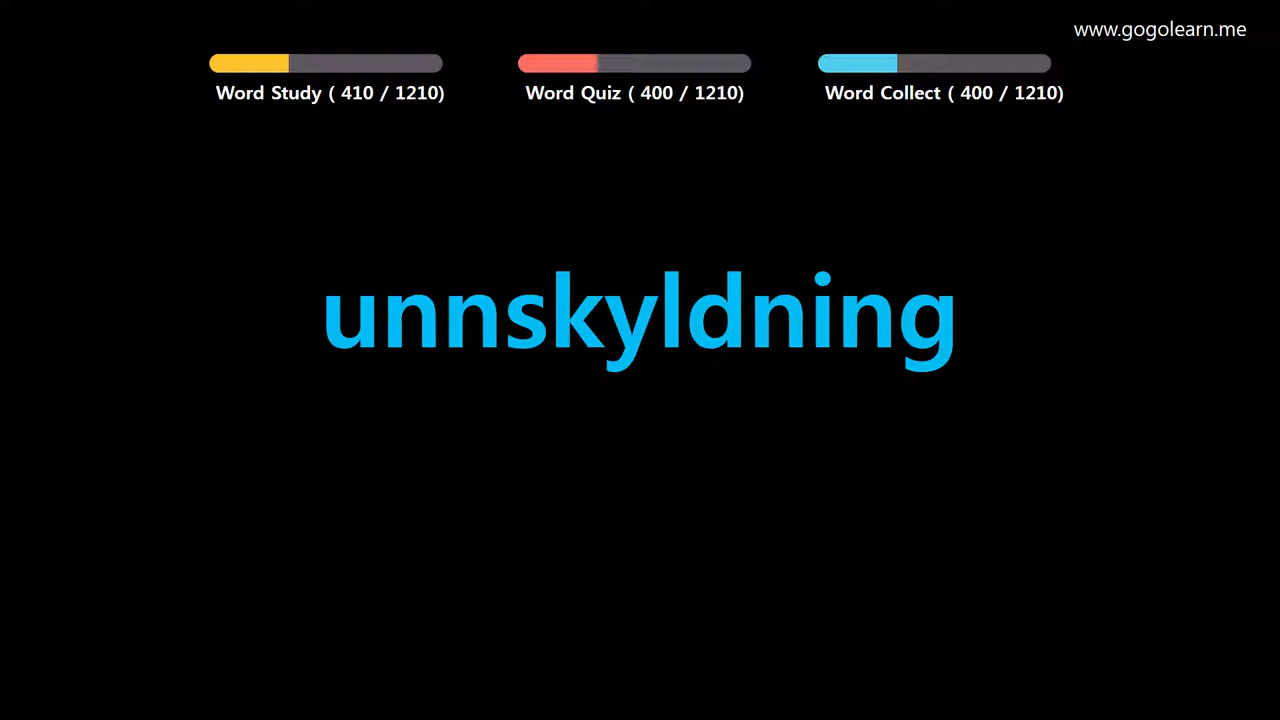 www.gogolearn.me
Word Study ( 410 / 1210)
Word Quiz ( 400 / 1210)
Word Collect ( 400 / 1210)
unnskyldning